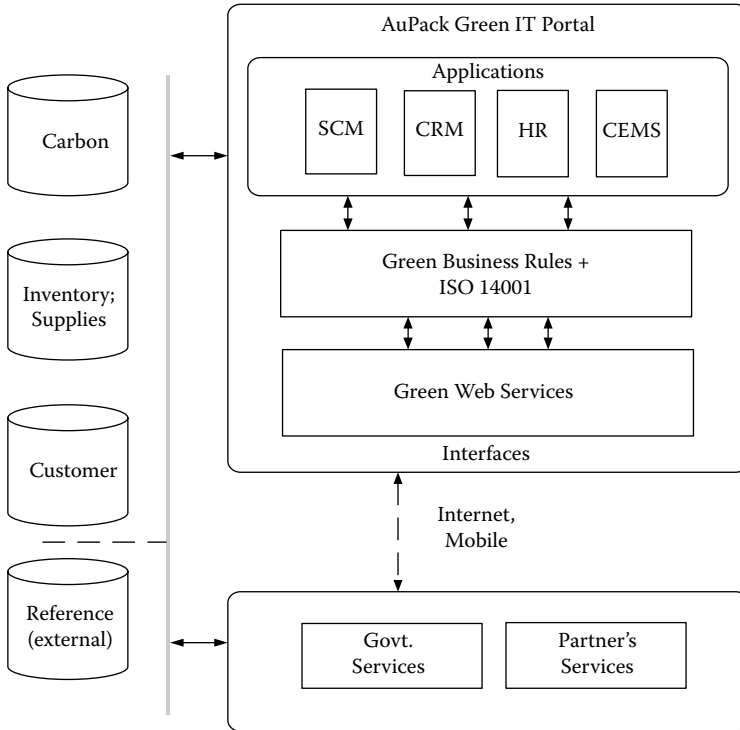 AuPack Green IT Portal
Applications
SCM
CRM
HR
CEMS
Green Business Rules +
ISO 14001
Green Web Services
Interfaces
Carbon
Inventory;
Supplies
Customer
Reference
(external)
Internet,
Mobile
Govt.
Services
Partner’s
Services